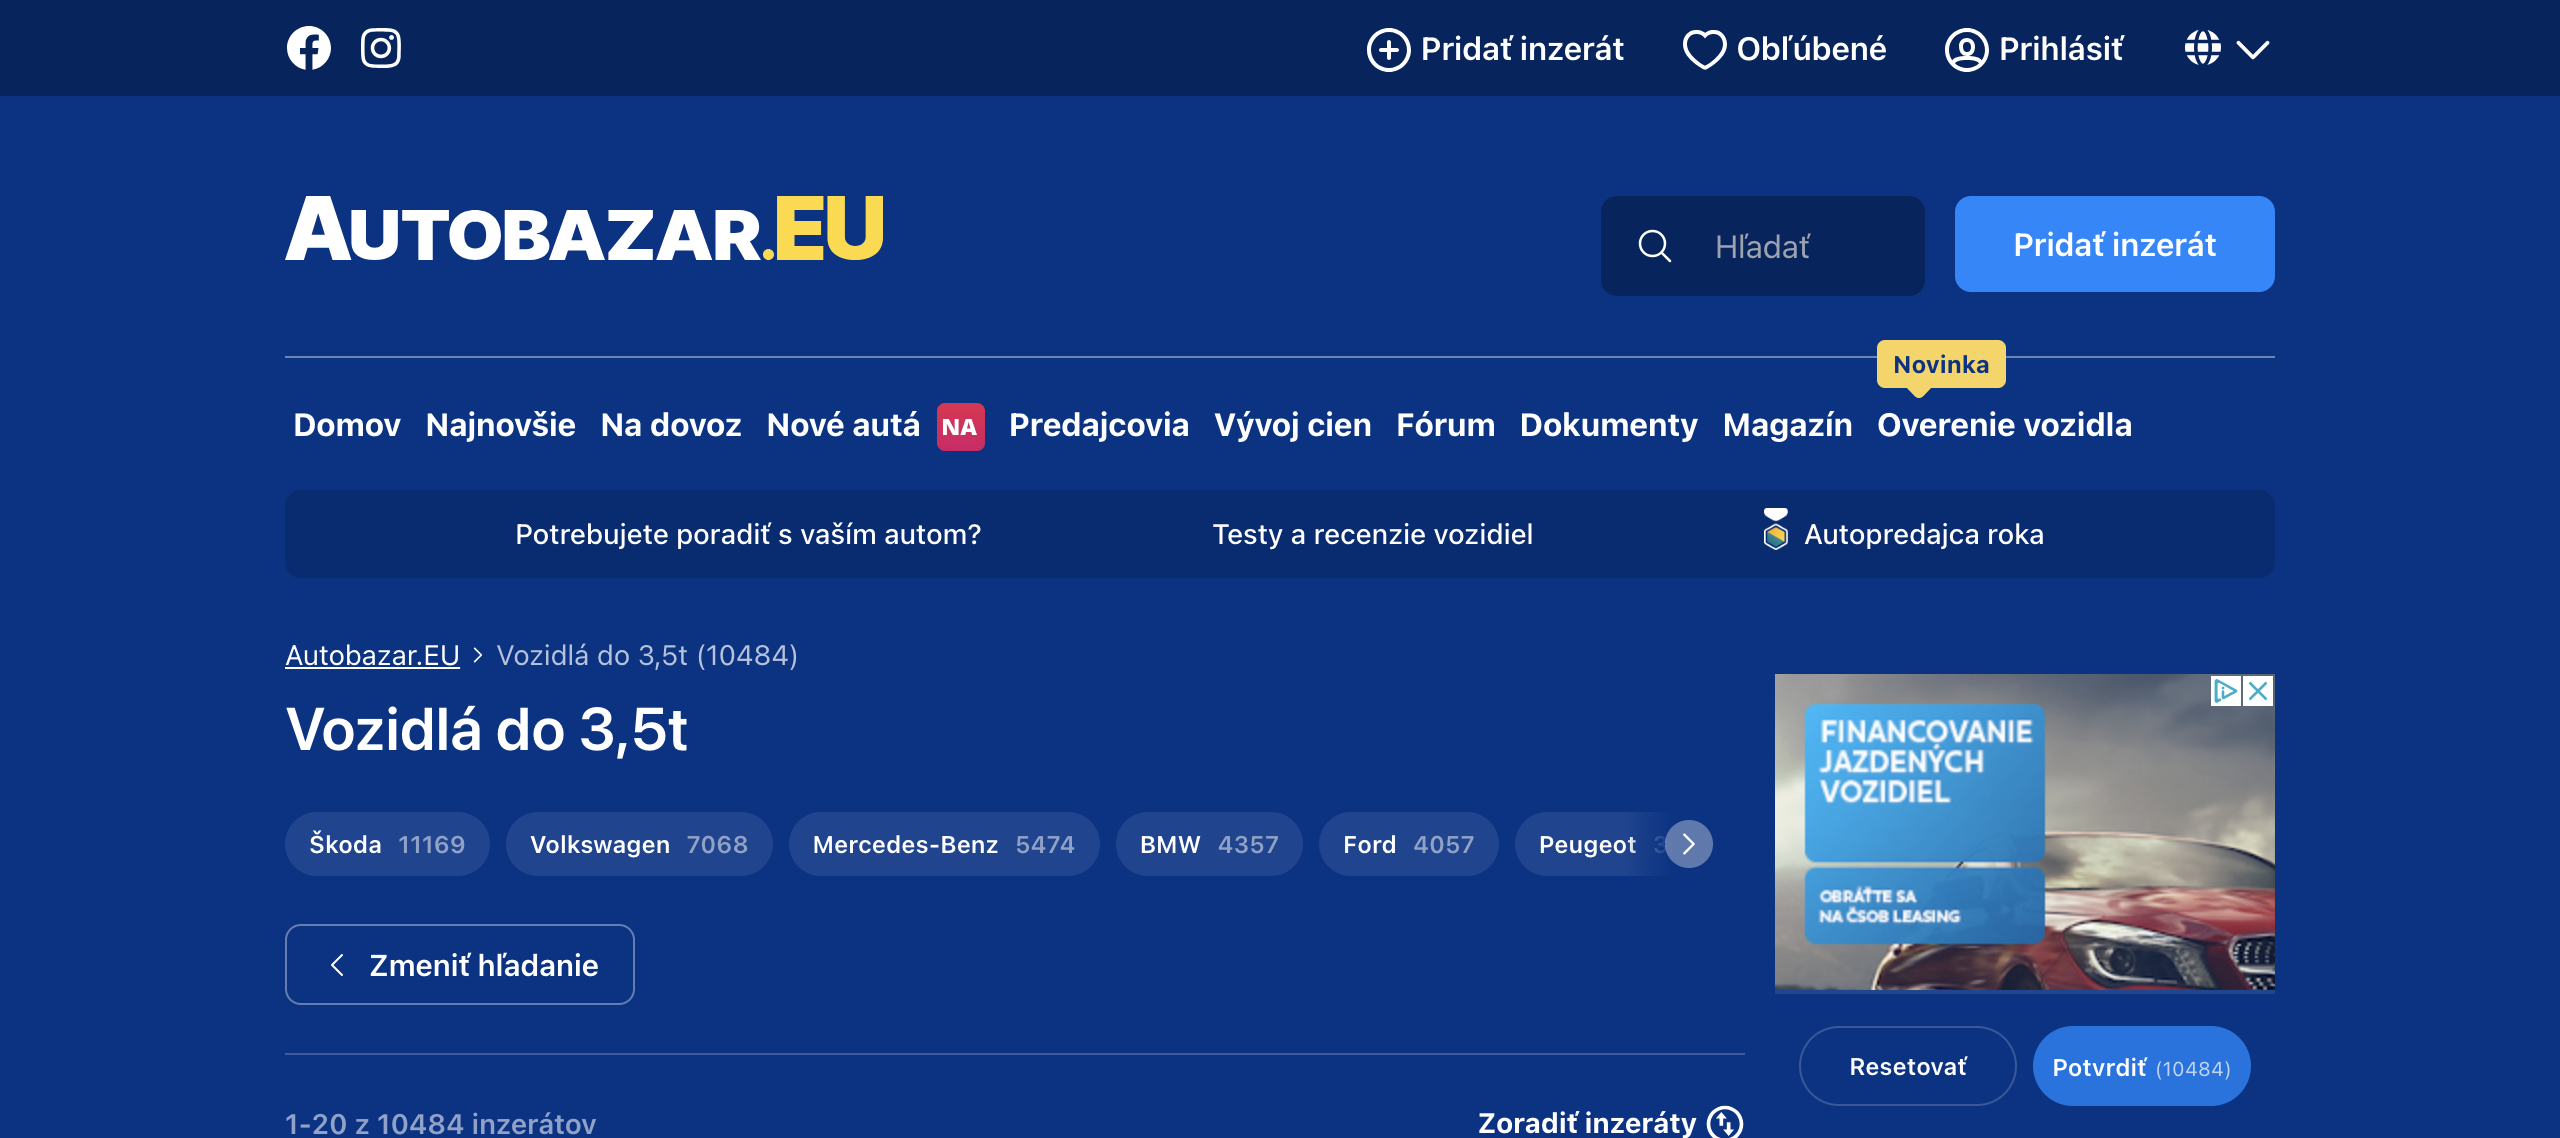 Pridať inzerát
Obľúbené
Prihlásiť
AUTOBAZAR.EU
Hľadať
Pridať inzerát
Novinka
Domov
Najnovšie
Na dovoz
Nové autá
NA
Predajcovia
Vývoj cien
Fórum
Dokumenty
Magazín
Overenie vozidla
Potrebujete poradiť s vaším autom?
Testy a recenzie vozidiel
Autopredajca roka
Autobazar.EU
Vozidlá do 3,5t (10484)
Vozidlá do 3,5t
Škoda 11169
Volkswagen 7068
Mercedes-Benz 5474
BMW 4357
Ford 4057
Peugeot
Zmeniť hľadanie
FINANCOVANIE
JAZDENÝCH
VOZIDIEL
OBRÁŤTE SA
NA ČSOB LEASING
Resetovať
Potvrdiť (10484)
1-20 z 10484 inzerátov
Zoradiť inzeráty